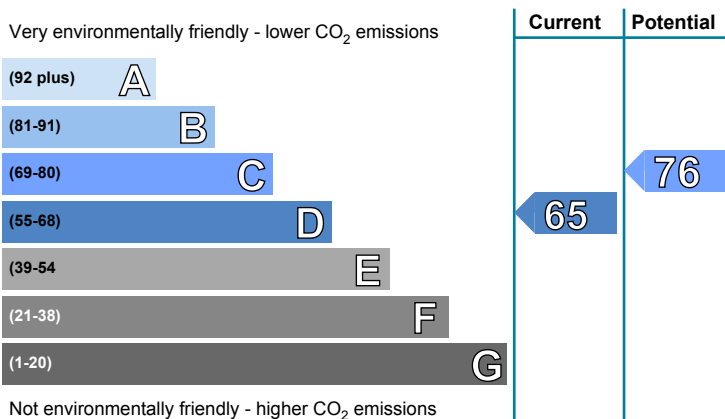 Very environmentally friendly - lower CO₂ emissions
Current
Potential
(92 plus) A
(81-91) B
(69-80) C
(55-68) D
(39-54 E
(21-38) F
(1-20) G
76
65
Not environmentally friendly - higher CO₂ emissions